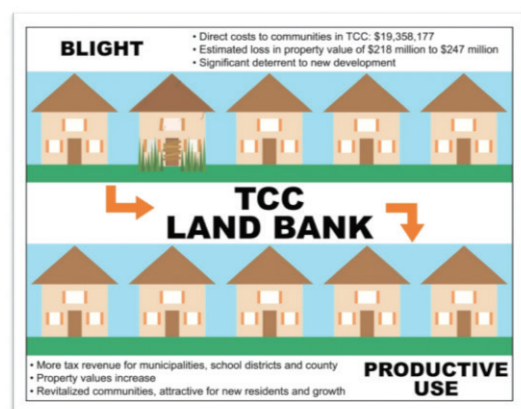 BLIGHT
• Direct costs to communities in TCC: $19,358,177
• Estimated loss in property value of $218 million to $247 million
• Significant deterrent to new development
TCC
LAND BANK
• More tax revenue for municipalities, school districts and county
• Property values increase
• Revitalized communities, attractive for new residents and growth
PRODUCTIVE
USE